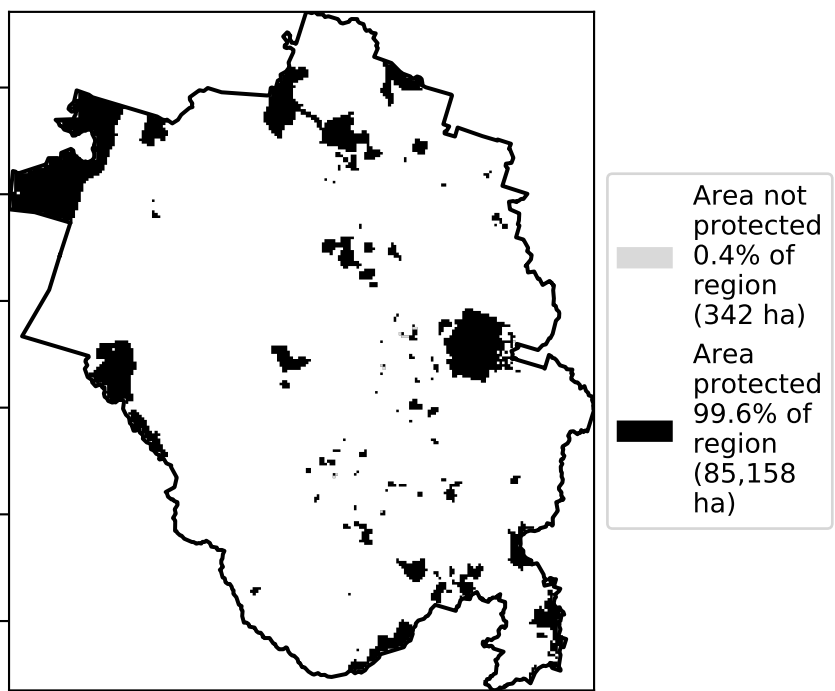 Area not
protected
0.4% of
region
(342 ha)
Area
protected
99.6% of
region
(85,158
ha)